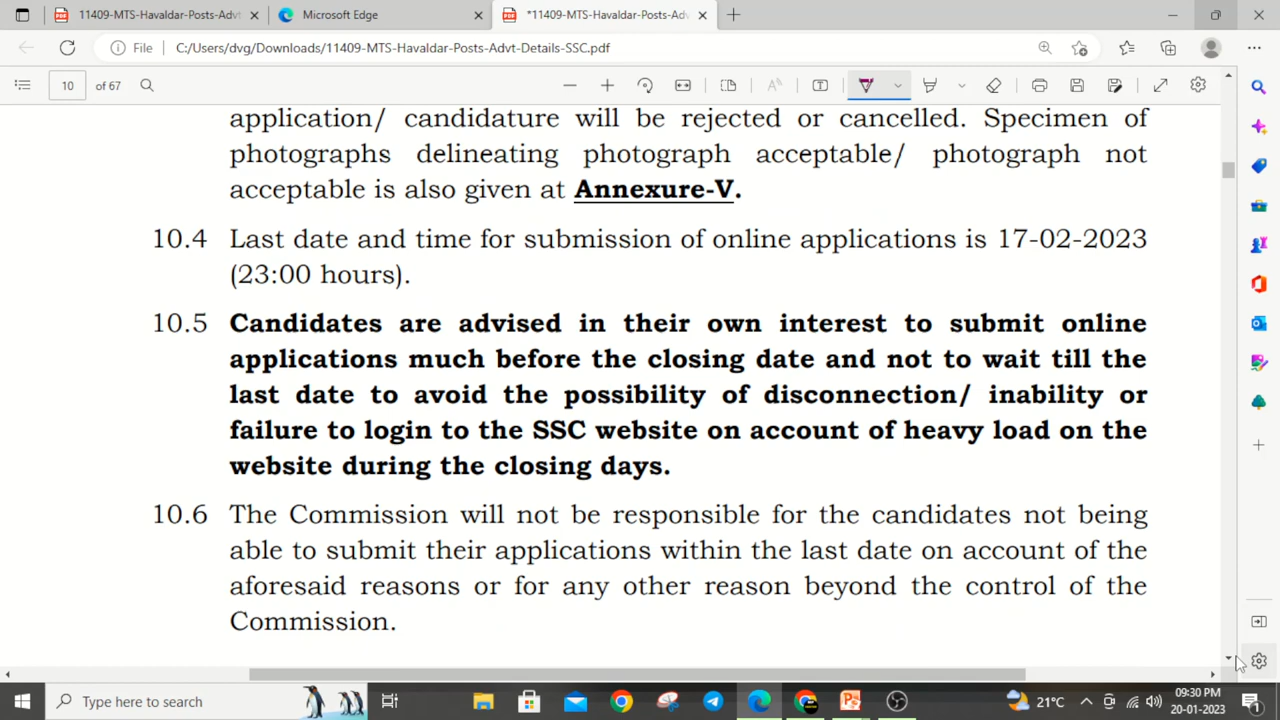 11409-MTS-Havaldar-Posts-Advt
Microsoft Edge
*11409-MTS-Havaldar-Posts-Adv
File
C:/Users/dvg/Downloads/11409-MTS-Havaldar-Posts-Advt-Details-SSC.pdf
10 of 67
application/ candidature will be rejected or cancelled. Specimen of
photographs delineating photograph acceptable/ photograph not
acceptable is also given at Annexure-V.
10.4 Last date and time for submission of online applications is 17-02-2023
(23:00 hours).
10.5 Candidates are advised in their own interest to submit online
applications much before the closing date and not to wait till the
last date to avoid the possibility of disconnection/ inability or
failure to login to the SSC website on account of heavy load on the
website during the closing days.
10.6 The Commission will not be responsible for the candidates not being
able to submit their applications within the last date on account of the
aforesaid reasons or for any other reason beyond the control of the
Commission.
Type here to search
21°C
09:30 PM
20-01-2023